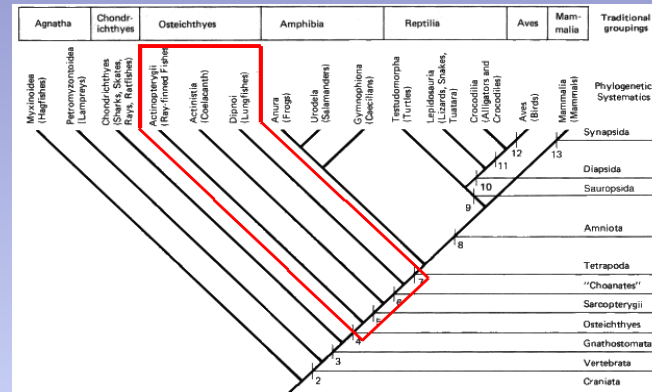 Agnatha
Chondr-
ichthyes
Osteichthyes
Amphibia
Reptilia
Aves
Mam-
malia
Traditional
groupings
Myxinoidea
(Hagfishes)
Petromyzontoidea
(Lampreys)
Chondrichthyes
(Sharks, Skates,
Rays, Ratfishes)
Actinopterygii
(Ray-finned Fishes)
Actinistia
(Coelacanth)
Dipnoi
(Lungfishes)
Anura
(Frogs)
Urodela
(Salamanders)
Gymnophiona
(Caecilians)
Testudomorpha
(Turtles)
Lepidosauria
(Lizards, Snakes,
Tuatara)
Crocodilia
(Alligators and
Crocodiles)
Aves
(Birds)
Mammalia
(Mammals)
Phylogenetic
Systematics
Synapsida
13
12
11
Diapsida
10
Sauropsida
9
Amniota
8
Tetrapoda
7
"Choanates"
6
Sarcopterygii
5
Osteichthyes
4
Gnathostomata
3
Vertebrata
2
Craniata